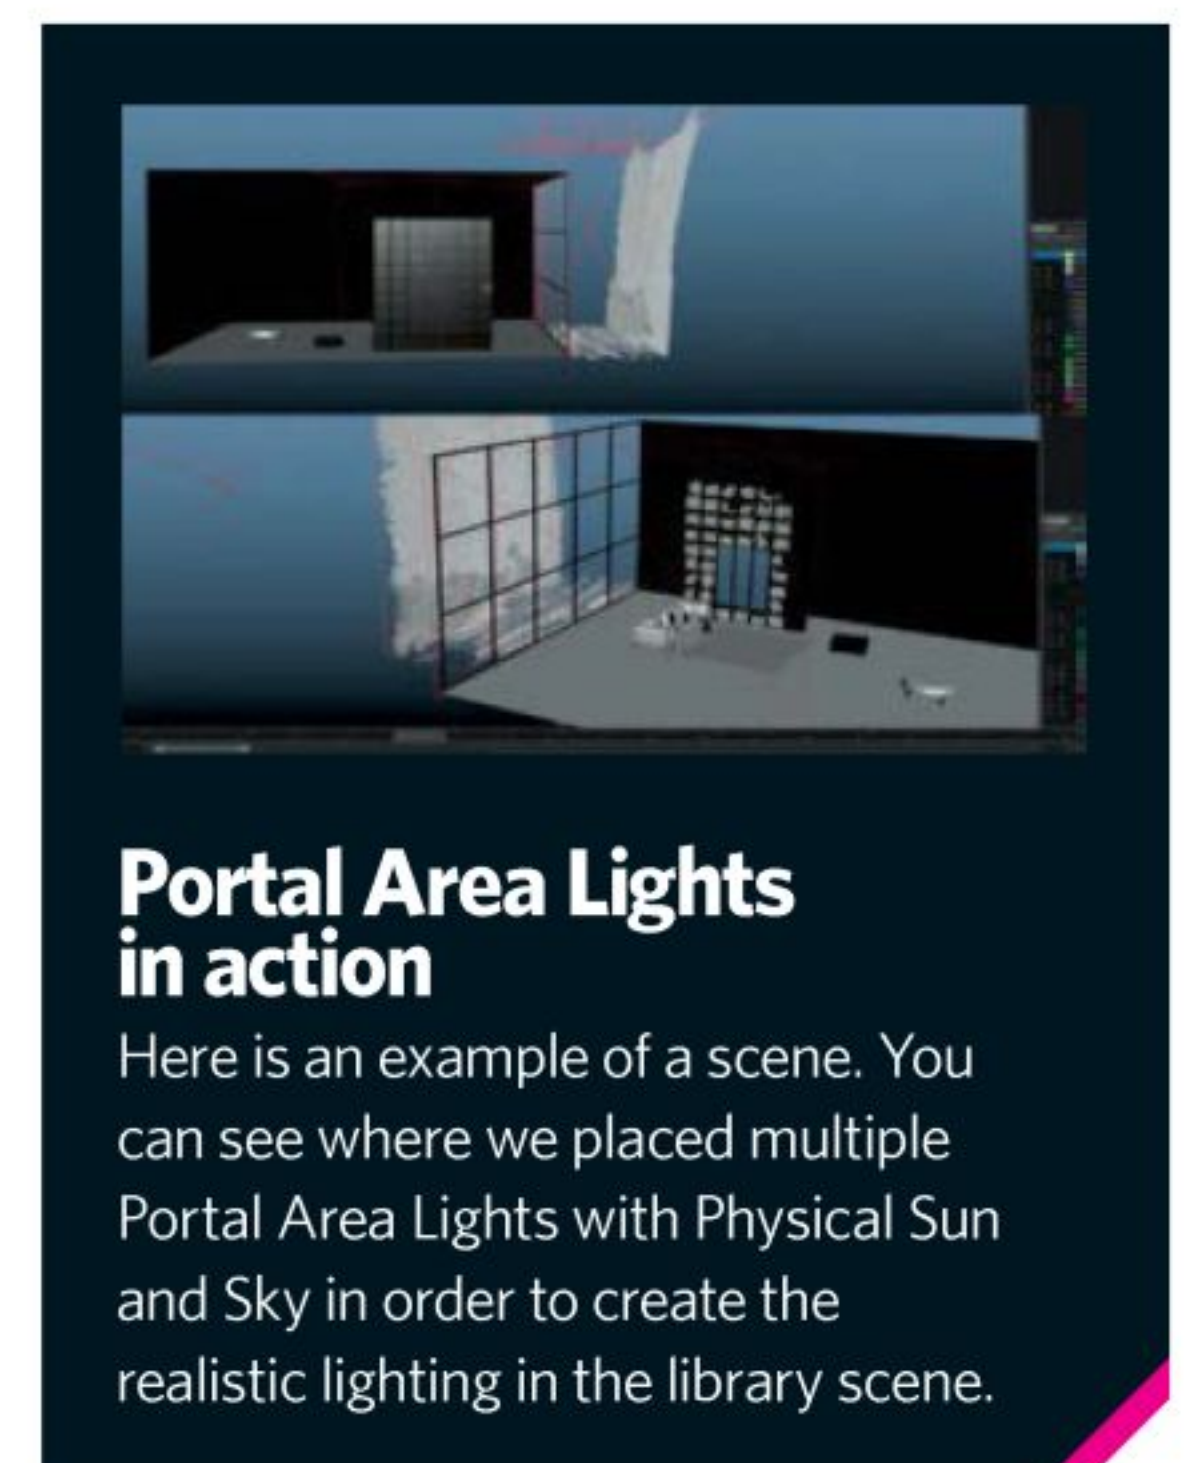 Portal Area Lights
in action
Here is an example of a scene. You
can see where we placed multiple
Portal Area Lights with Physical Sun
and Sky in order to create the
realistic lighting in the library scene.